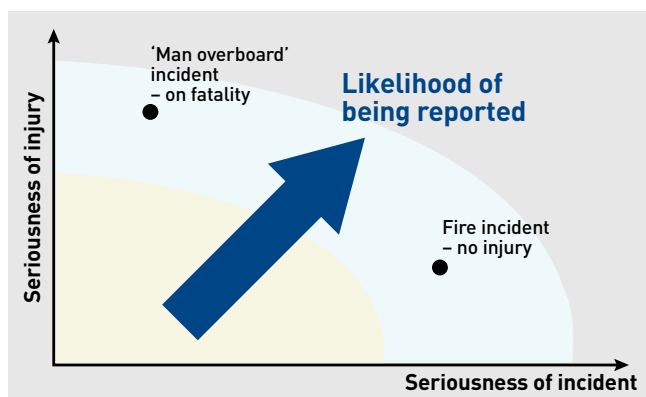 ‘Man overboard’
incident
– on fatality
Likelihood of
being reported
Seriousness of injury
Fire incident
– no injury
Seriousness of incident